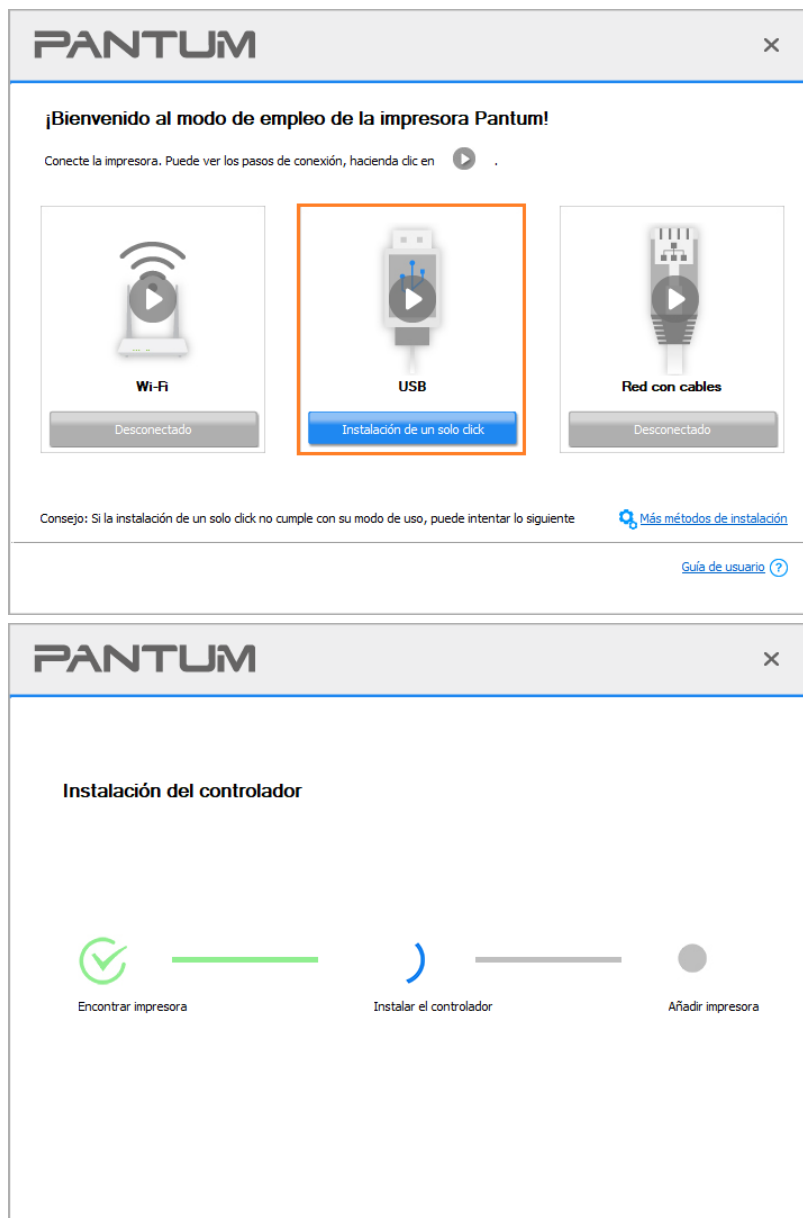 PANTUM
¡Bienvenido al modo de empleo de la impresora Pantum!
Conecte la impresora. Puede ver los pasos de conexión, hacienda clic en .
Wi-Fi
Desconectado
USB
Instalación de un solo click
Red con cables
Desconectado
Consejo: Si la instalación de un solo click no cumple con su modo de uso, puede intentar lo siguiente
Más métodos de instalación
Guía de usuario ?
PANTUM
Instalación del controlador
Encontrar impresora
Instalar el controlador
Añadir impresora